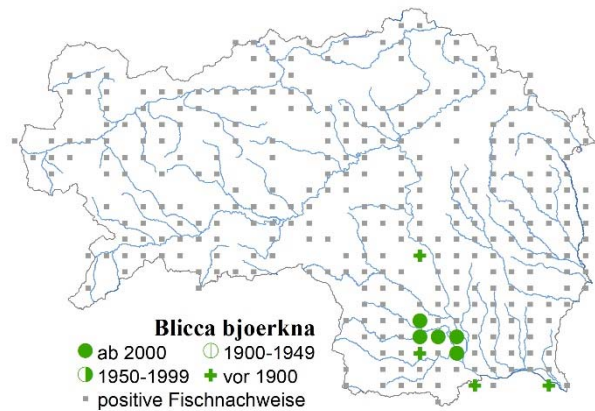 Blicca bjoerkna
ab 2000 1900-1949
1950-1999 vor 1900
positive Fischnachweise